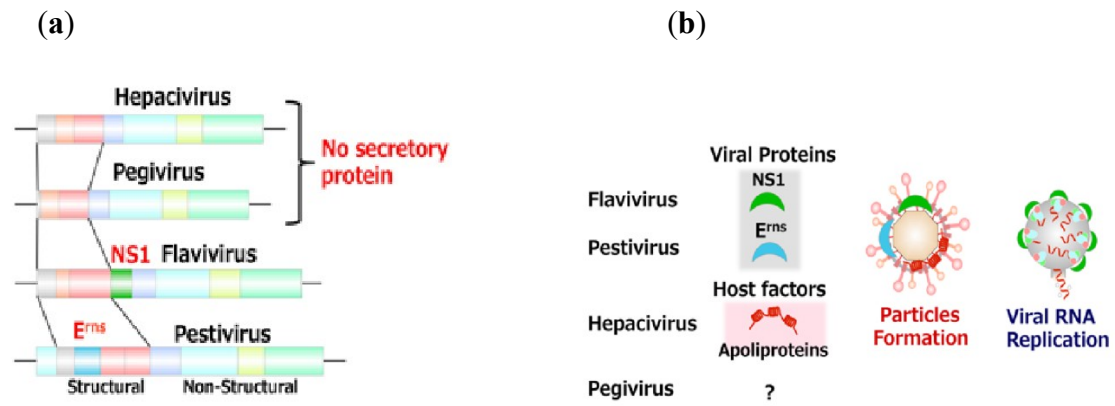 (a)
Hepacivirus
Pegivirus
No secretory
protein
NS1 Flavivirus
Erns Pestivirus
Structural Non-Structural
(b)
Viral Proteins
Flavivirus NS1
Pestivirus Erns
Host factors
Hepacivirus
Apoliproteins
Pegivirus ?
Particles
Formation
Viral RNA
Replication